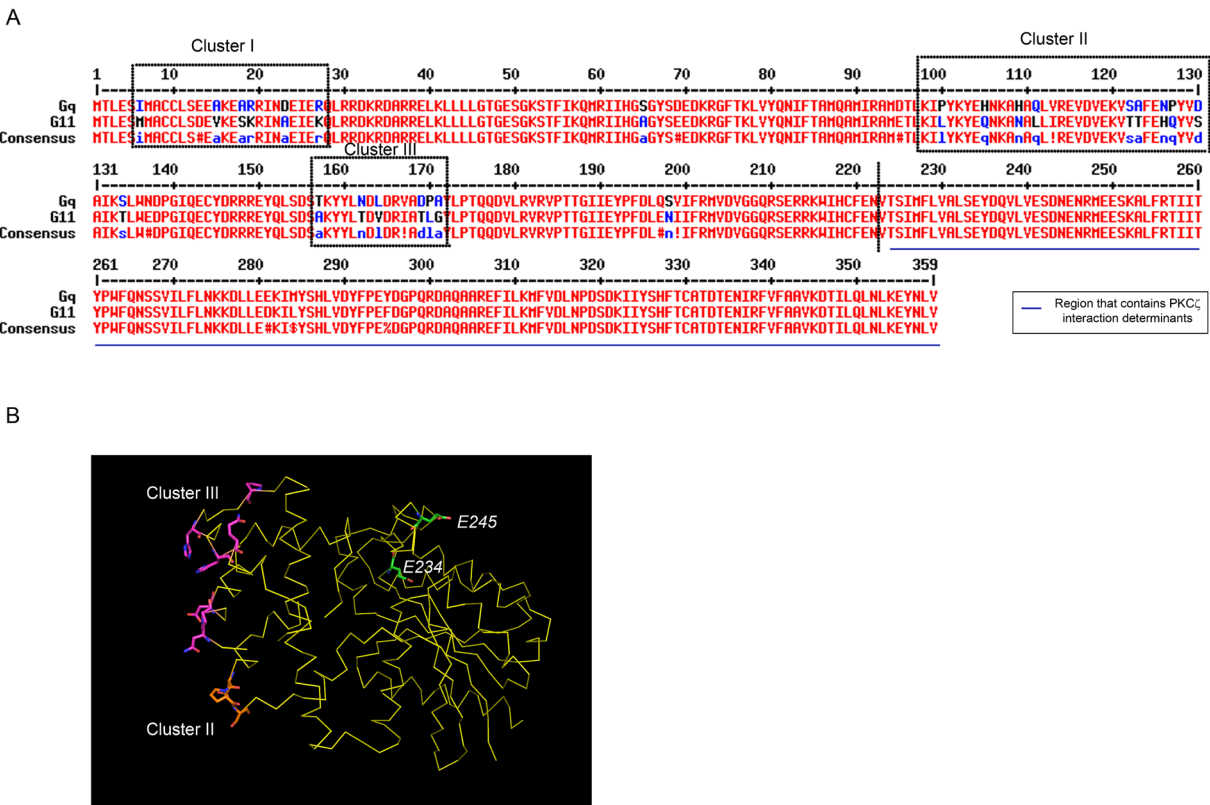 A
Cluster I
Cluster II
1 10 20 30 40 50 60 70 80 90 100 110 120 130
Gq MTLESIMACCLSEEAKEARRINDEIERQLRRDKRDARRELKLLLLGTGESGKSTFIKQMRIIHGSGYSDEDKRGFTKLVYQNIFTAMQAMIRAMDTLKIPYKYEHNKAHAQLVREVDVEKVSAFENPYVD
G11 MTLESMMACCLSDEVKESKRINAEIEKQLRRDKRDARRELKLLLLGTGESGKSTFIKQMRIIHGAGYSEEDKRGFTKLVYQNIFTAMQAMIRAMETLKILYKYEQNKANALLIREVDVEKVTTFEHQYVS
Consensus MTLESiMACCLS#EaKEarRINaEIErQLRRDKRDARRELKLLLLGTGESGKSTFIKQMRIIHGaGYS#EDKRGFTKLVYQNIFTAMQAMIRAM#TLKIlYKYEqNKAnAqL!REVDVEKVsaFEnqYVd
Cluster III
131 140 150 160 170 180 190 200 210 220 230 240 250 260
Gq AIKSLWNDPGIQECYDRRREYQLSDSTKYYLNDLDRVADPAYLPTQQDVLRVRVPTTGIIEYPFDLQSVIFRMVDVGGQRSERRKWIHCFENVTSIMFLVALSEYDQVLVESDNENRMEESKALFRTIIT
G11 AIKTLWEDPGIQECYDRRREYQLSDSAKYYLTDVDRIATLGYLPTQQDVLRVRVPTTGIIEYPFDLENIIFRMVDVGGQRSERRKWIHCFENVTSIMFLVALSEYDQVLVESDNENRMEESKALFRTIIT
Consensus AIKsLW#DPGIQECYDRRREYQLSDSaKYYLnDlDR!AdlaYLPTQQDVLRVRVPTTGIIEYPFDL#n!IFRMVDVGGQRSERRKWIHCFENVTSIMFLVALSEYDQVLVESDNENRMEESKALFRTIIT
261 270 280 290 300 310 320 330 340 350 359
Gq YPWFQNSSVILFLNKKDLLEEKIMYSHLVDYFPEYDGPQRDAQAAREFILKMFVDLNPDSDKIIYSHFTCATDTENIRFVFAAVKDTILQLNLKEYNLV
G11 YPWFQNSSVILFLNKKDLLEDKILYSHLVDYFPEFDGPQRDAQAAREFILKMFVDLNPDSDKIIYSHFTCATDTENIRFVFAAVKDTILQLNLKEYNLV
Consensus YPWFQNSSVILFLNKKDLLE#KI$YSHLVDYFPE%DGPQRDAQAAREFILKMFVDLNPDSDKIIYSHFTCATDTENIRFVFAAVKDTILQLNLKEYNLV
Region that contains PKCζ
interaction determinants
B
Cluster III
E245
E234
Cluster II